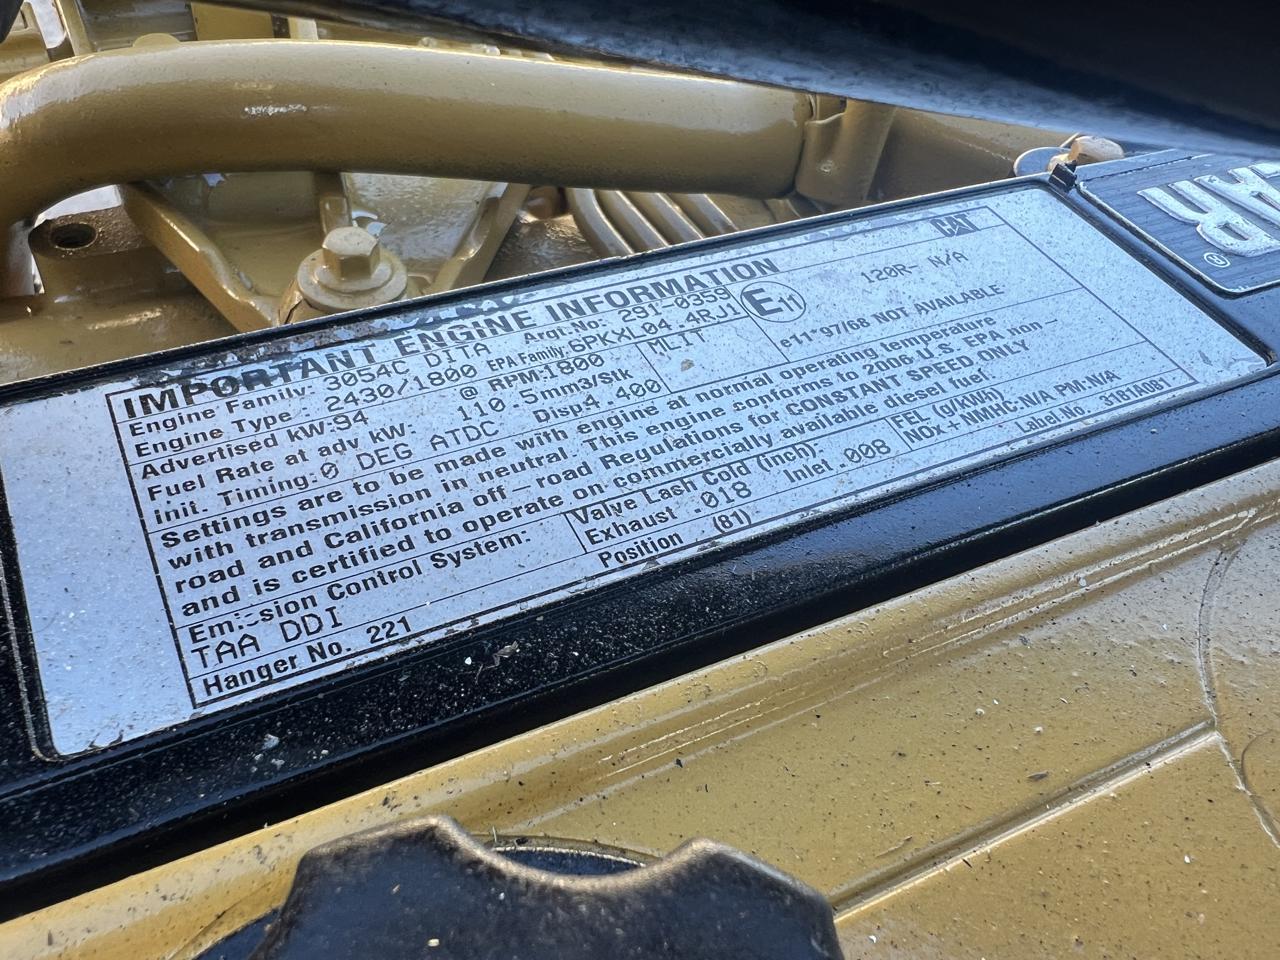 IMPORTANT ENGINE INFORMATION CAT
Engine Family: 3054C DITA Argt.No: 291-0359
Engine Type: 2430/1800 EPA Family: 6PKXL04.4RJ1
E11 120R- N/A
Advertised kW:94 @ RPM:1800 MLIT e11*97/68 NOT AVAILABLE
Fuel Rate at adv kW: 110.5mm3/Stk
Init. Timing:0 DEG ATDC Disp4.400
Settings are to be made with engine at normal operating temperature
with transmission in neutral. This engine conforms to 2006 U.S. EPA non-
road and California off-road Regulations for CONSTANT SPEED ONLY
and is certified to operate on commercially available diesel fuel.
Emission Control System: Valve Lash Cold (inch) FEL (g/KWh)
TAA DDI Exhaust .018 Inlet .008 NOx+NMHC:N/A PM:N/A
Hanger No. 221 Position (81) Label No. 3181A081
®